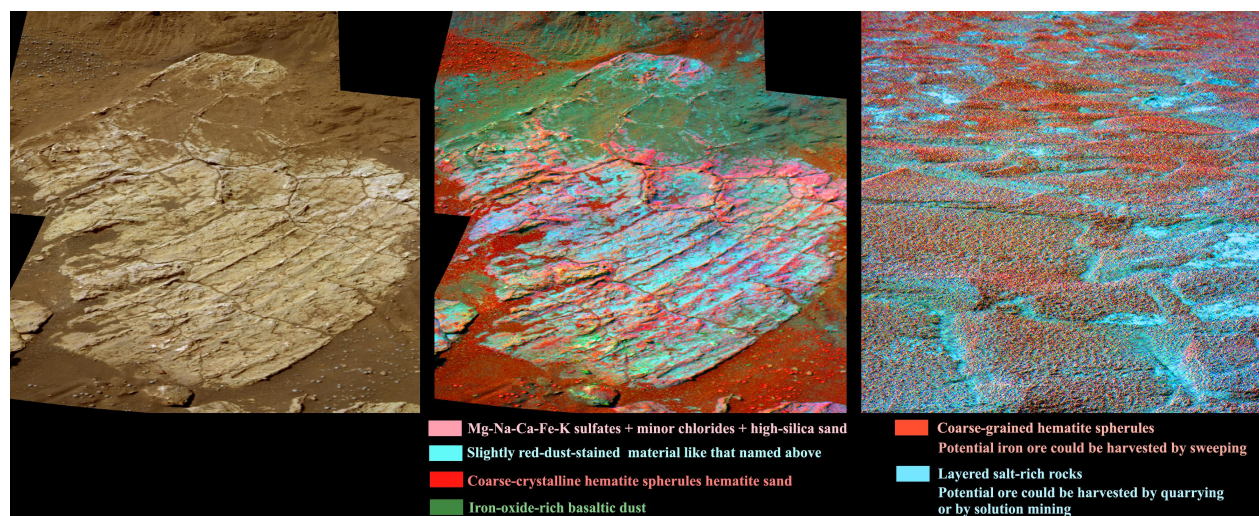 Mg-Na-Ca-Fe-K sulfates + minor chlorides + high-silica sand
Slightly red-dust-stained material like that named above
Coarse-crystalline hematite spherules hematite sand
Iron-oxide-rich basaltic dust
Coarse-grained hematite spherules
Potential iron ore could be harvested by sweeping
Layered salt-rich rocks
Potential ore could be harvested by quarrying
or by solution mining